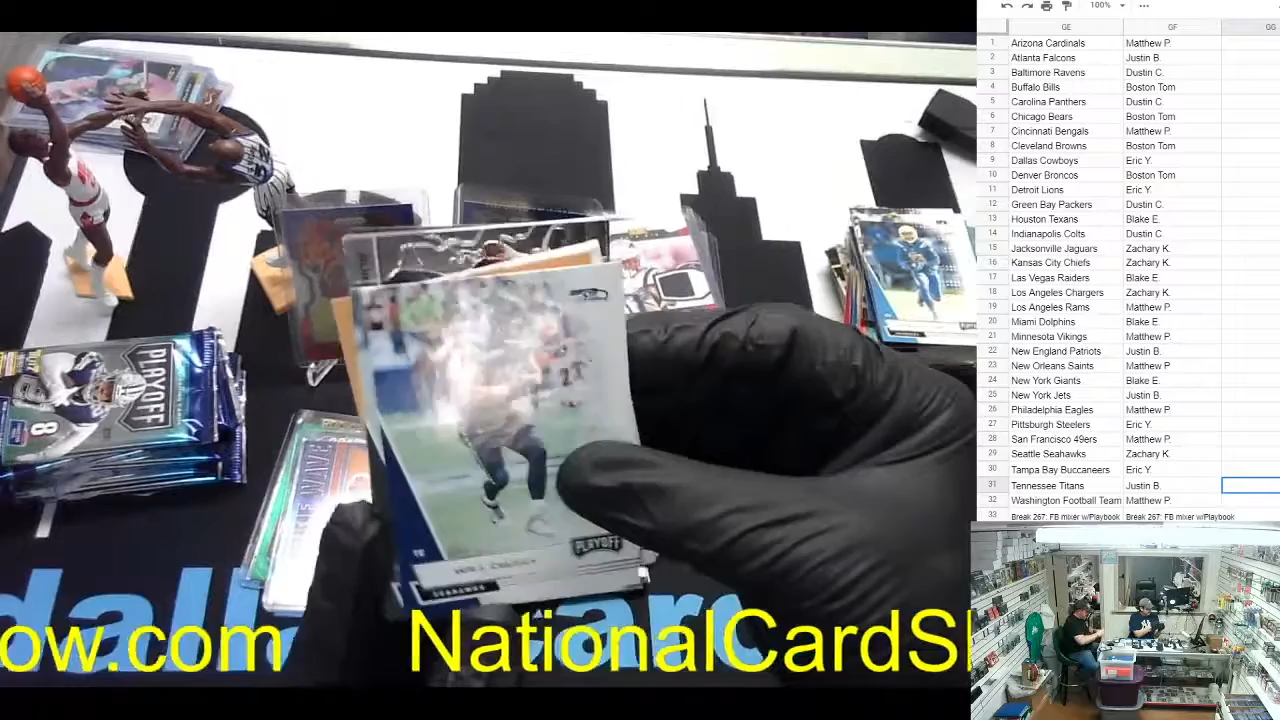 100%
GE GF GG
1 Arizona Cardinals Matthew P.
2 Atlanta Falcons Justin B.
3 Baltimore Ravens Dustin C.
4 Buffalo Bills Boston Tom
5 Carolina Panthers Dustin C.
6 Chicago Bears Boston Tom
7 Cincinnati Bengals Matthew P.
8 Cleveland Browns Boston Tom
9 Dallas Cowboys Eric Y.
10 Denver Broncos Boston Tom
11 Detroit Lions Eric Y.
12 Green Bay Packers Dustin C.
13 Houston Texans Blake E.
14 Indianapolis Colts Dustin C.
15 Jacksonville Jaguars Zachary K.
16 Kansas City Chiefs Zachary K.
17 Las Vegas Raiders Blake E.
18 Los Angeles Chargers Zachary K.
19 Los Angeles Rams Matthew P.
20 Miami Dolphins Blake E.
21 Minnesota Vikings Matthew P.
22 New England Patriots Justin B.
23 New Orleans Saints Matthew P
24 New York Giants Blake E.
25 New York Jets Justin B.
26 Philadelphia Eagles Matthew P
27 Pittsburgh Steelers Eric Y.
28 San Francisco 49ers Matthew P.
29 Seattle Seahawks Zachary K.
30 Tampa Bay Buccaneers Eric Y.
31 Tennessee Titans Justin B.
32 Washington Football Team Matthew P.
33 Break 267: FB mixer w/Playbook Break 267: FB mixer w/Playbook
PLAYOFF
8
WAVE
PLAYOFF
SEAHAWKS
ow.com NationalCardSh